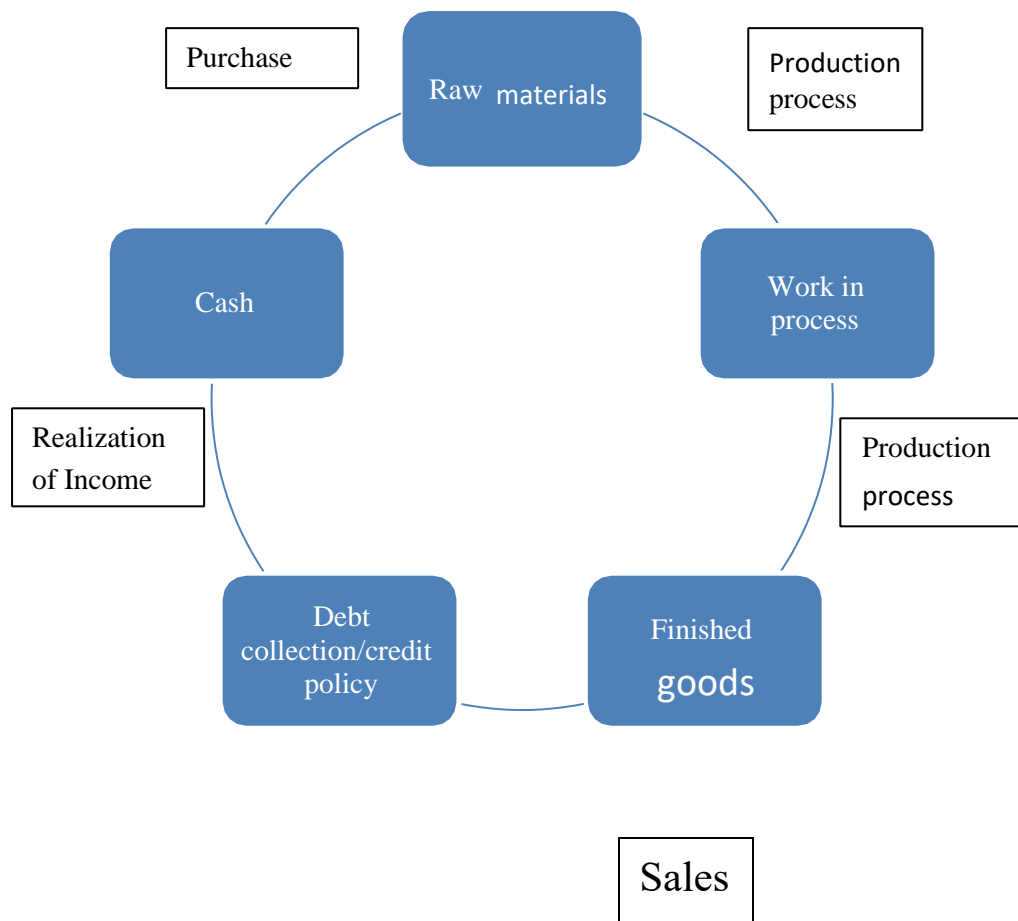 Purchase
Raw materials
Production
process
Cash
Work in
process
Realization
of Income
Production
process
Debt
collection/credit
policy
Finished
goods
Sales